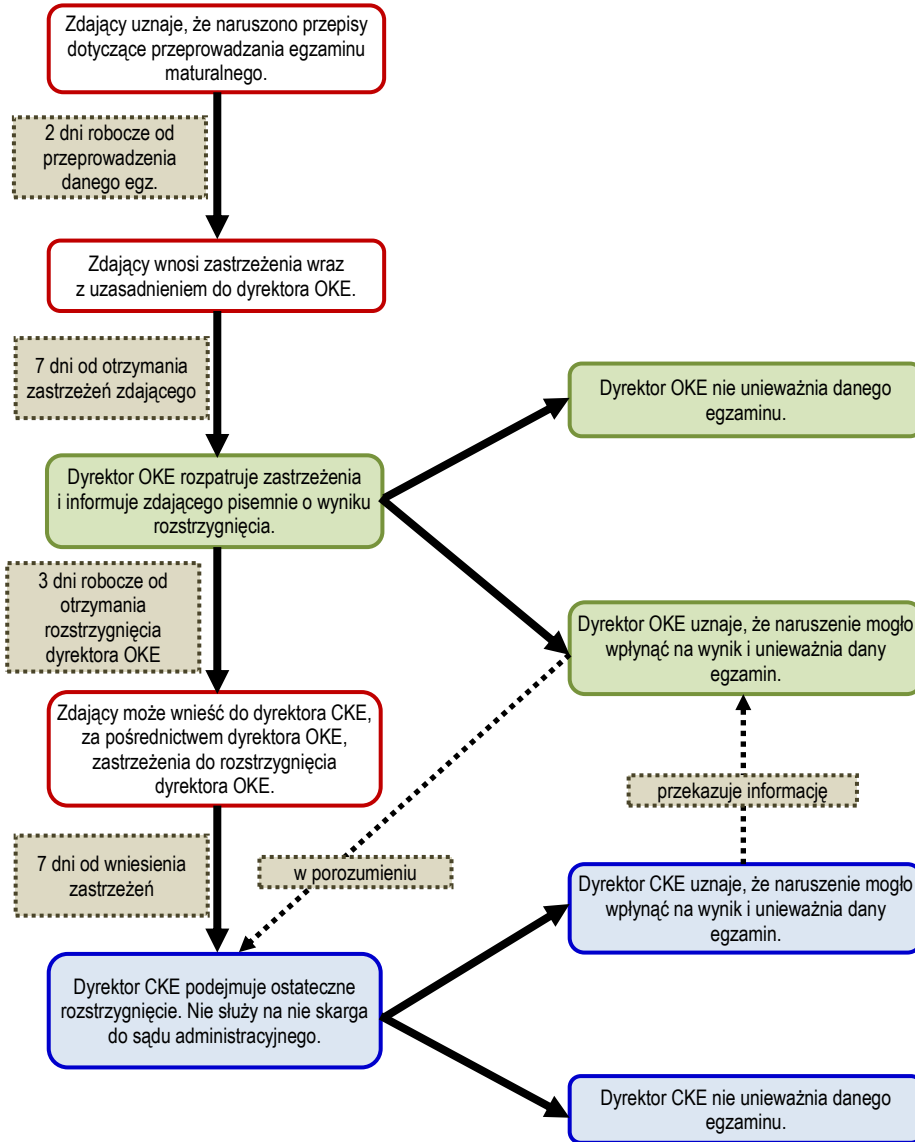 Zdający uznaje, że naruszono przepisy
dotyczące przeprowadzania egzaminu
maturalnego.
2 dni robocze od
przeprowadzenia
danego egz.
Zdający wnosi zastrzeżenia wraz
z uzasadnieniem do dyrektora OKE.
7 dni od otrzymania
zastrzeżeń zdającego
Dyrektor OKE nie unieważnia danego
egzaminu.
Dyrektor OKE rozpatruje zastrzeżenia
i informuje zdającego pisemnie o wyniku
rozstrzygnięcia.
3 dni robocze od
otrzymania
rozstrzygnięcia
dyrektora OKE
Dyrektor OKE uznaje, że naruszenie mogło
wpłynąć na wynik i unieważnia dany
egzamin.
Zdający może wnieść do dyrektora CKE,
za pośrednictwem dyrektora OKE,
zastrzeżenia do rozstrzygnięcia
dyrektora OKE.
przekazuje informację
7 dni od wniesienia
zastrzeżeń
w porozumieniu
Dyrektor CKE uznaje, że naruszenie mogło
wpłynąć na wynik i unieważnia dany
egzamin.
Dyrektor CKE podejmuje ostateczne
rozstrzygnięcie. Nie służy na nie skarga
do sądu administracyjnego.
Dyrektor CKE nie unieważnia danego
egzaminu.